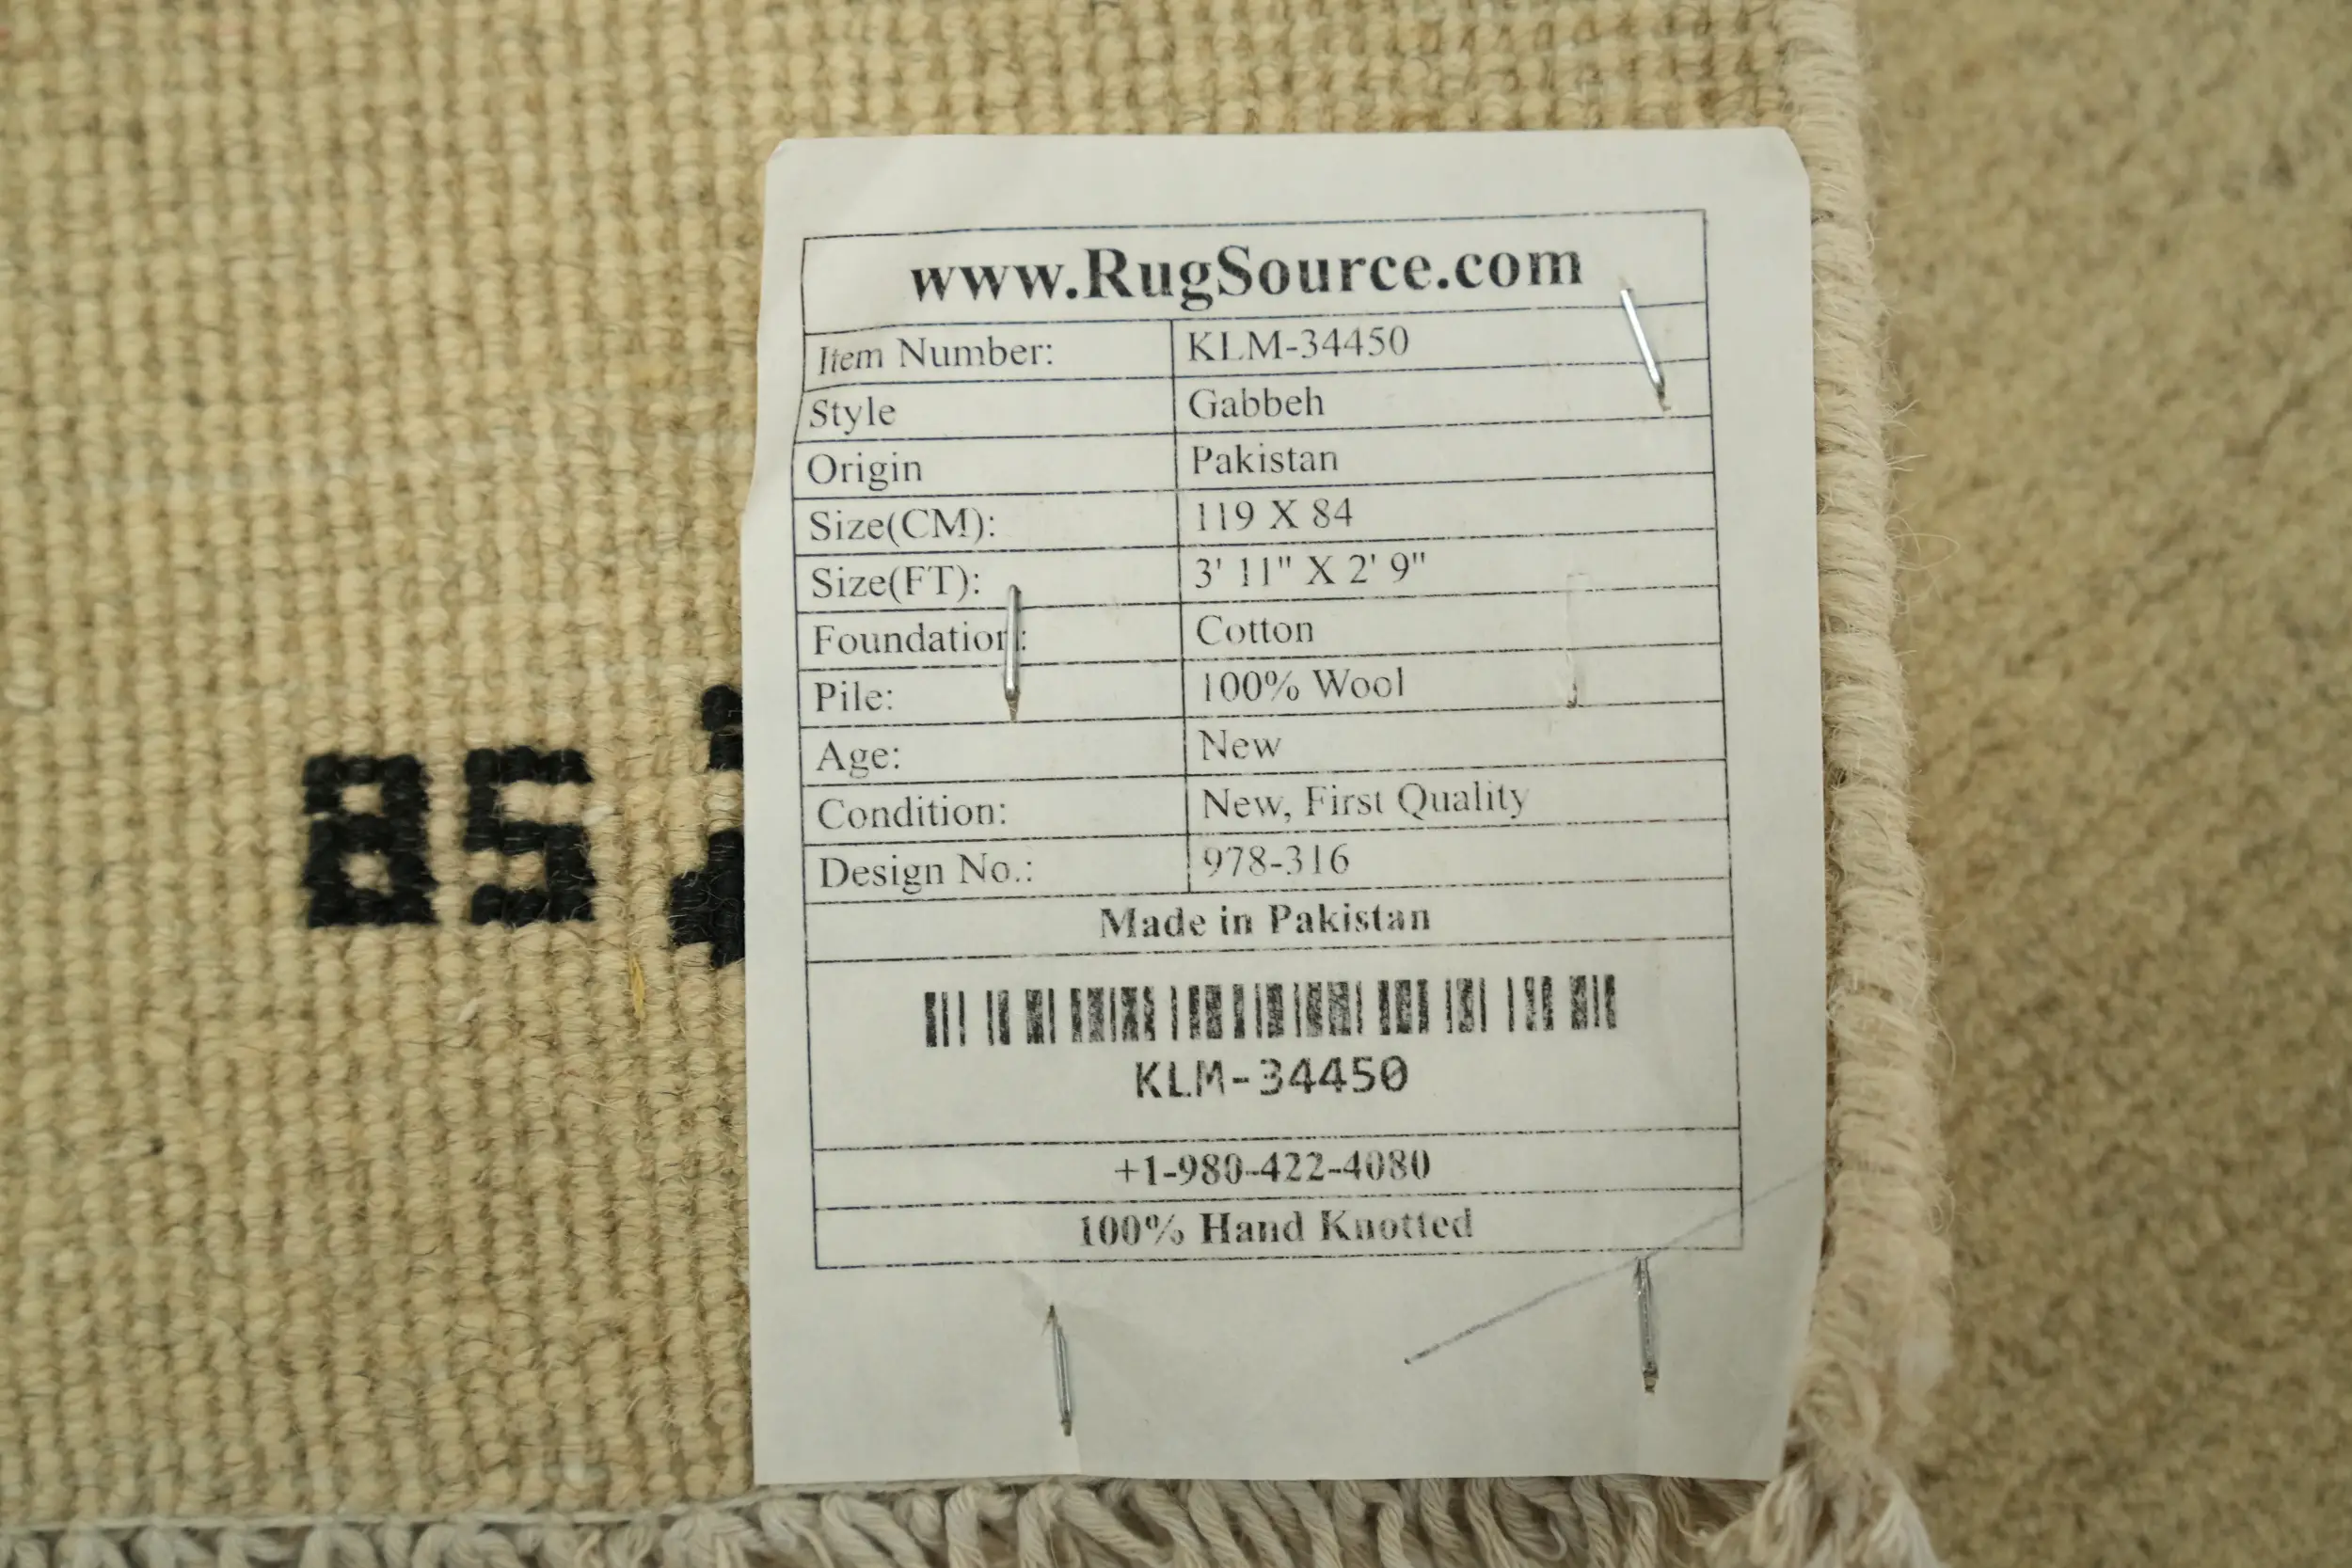 www.RugSource.com
Item Number: KLM-34450
Style Gabbeh
Origin Pakistan
Size(CM): 119 X 84
Size(FT): 3' 11" X 2' 9"
Foundation: Cotton
Pile: 100% Wool
Age: New
Condition: New, First Quality
Design No.: 978-316
Made in Pakistan
KLM-34450
+1-980-422-4080
100% Hand Knotted
85